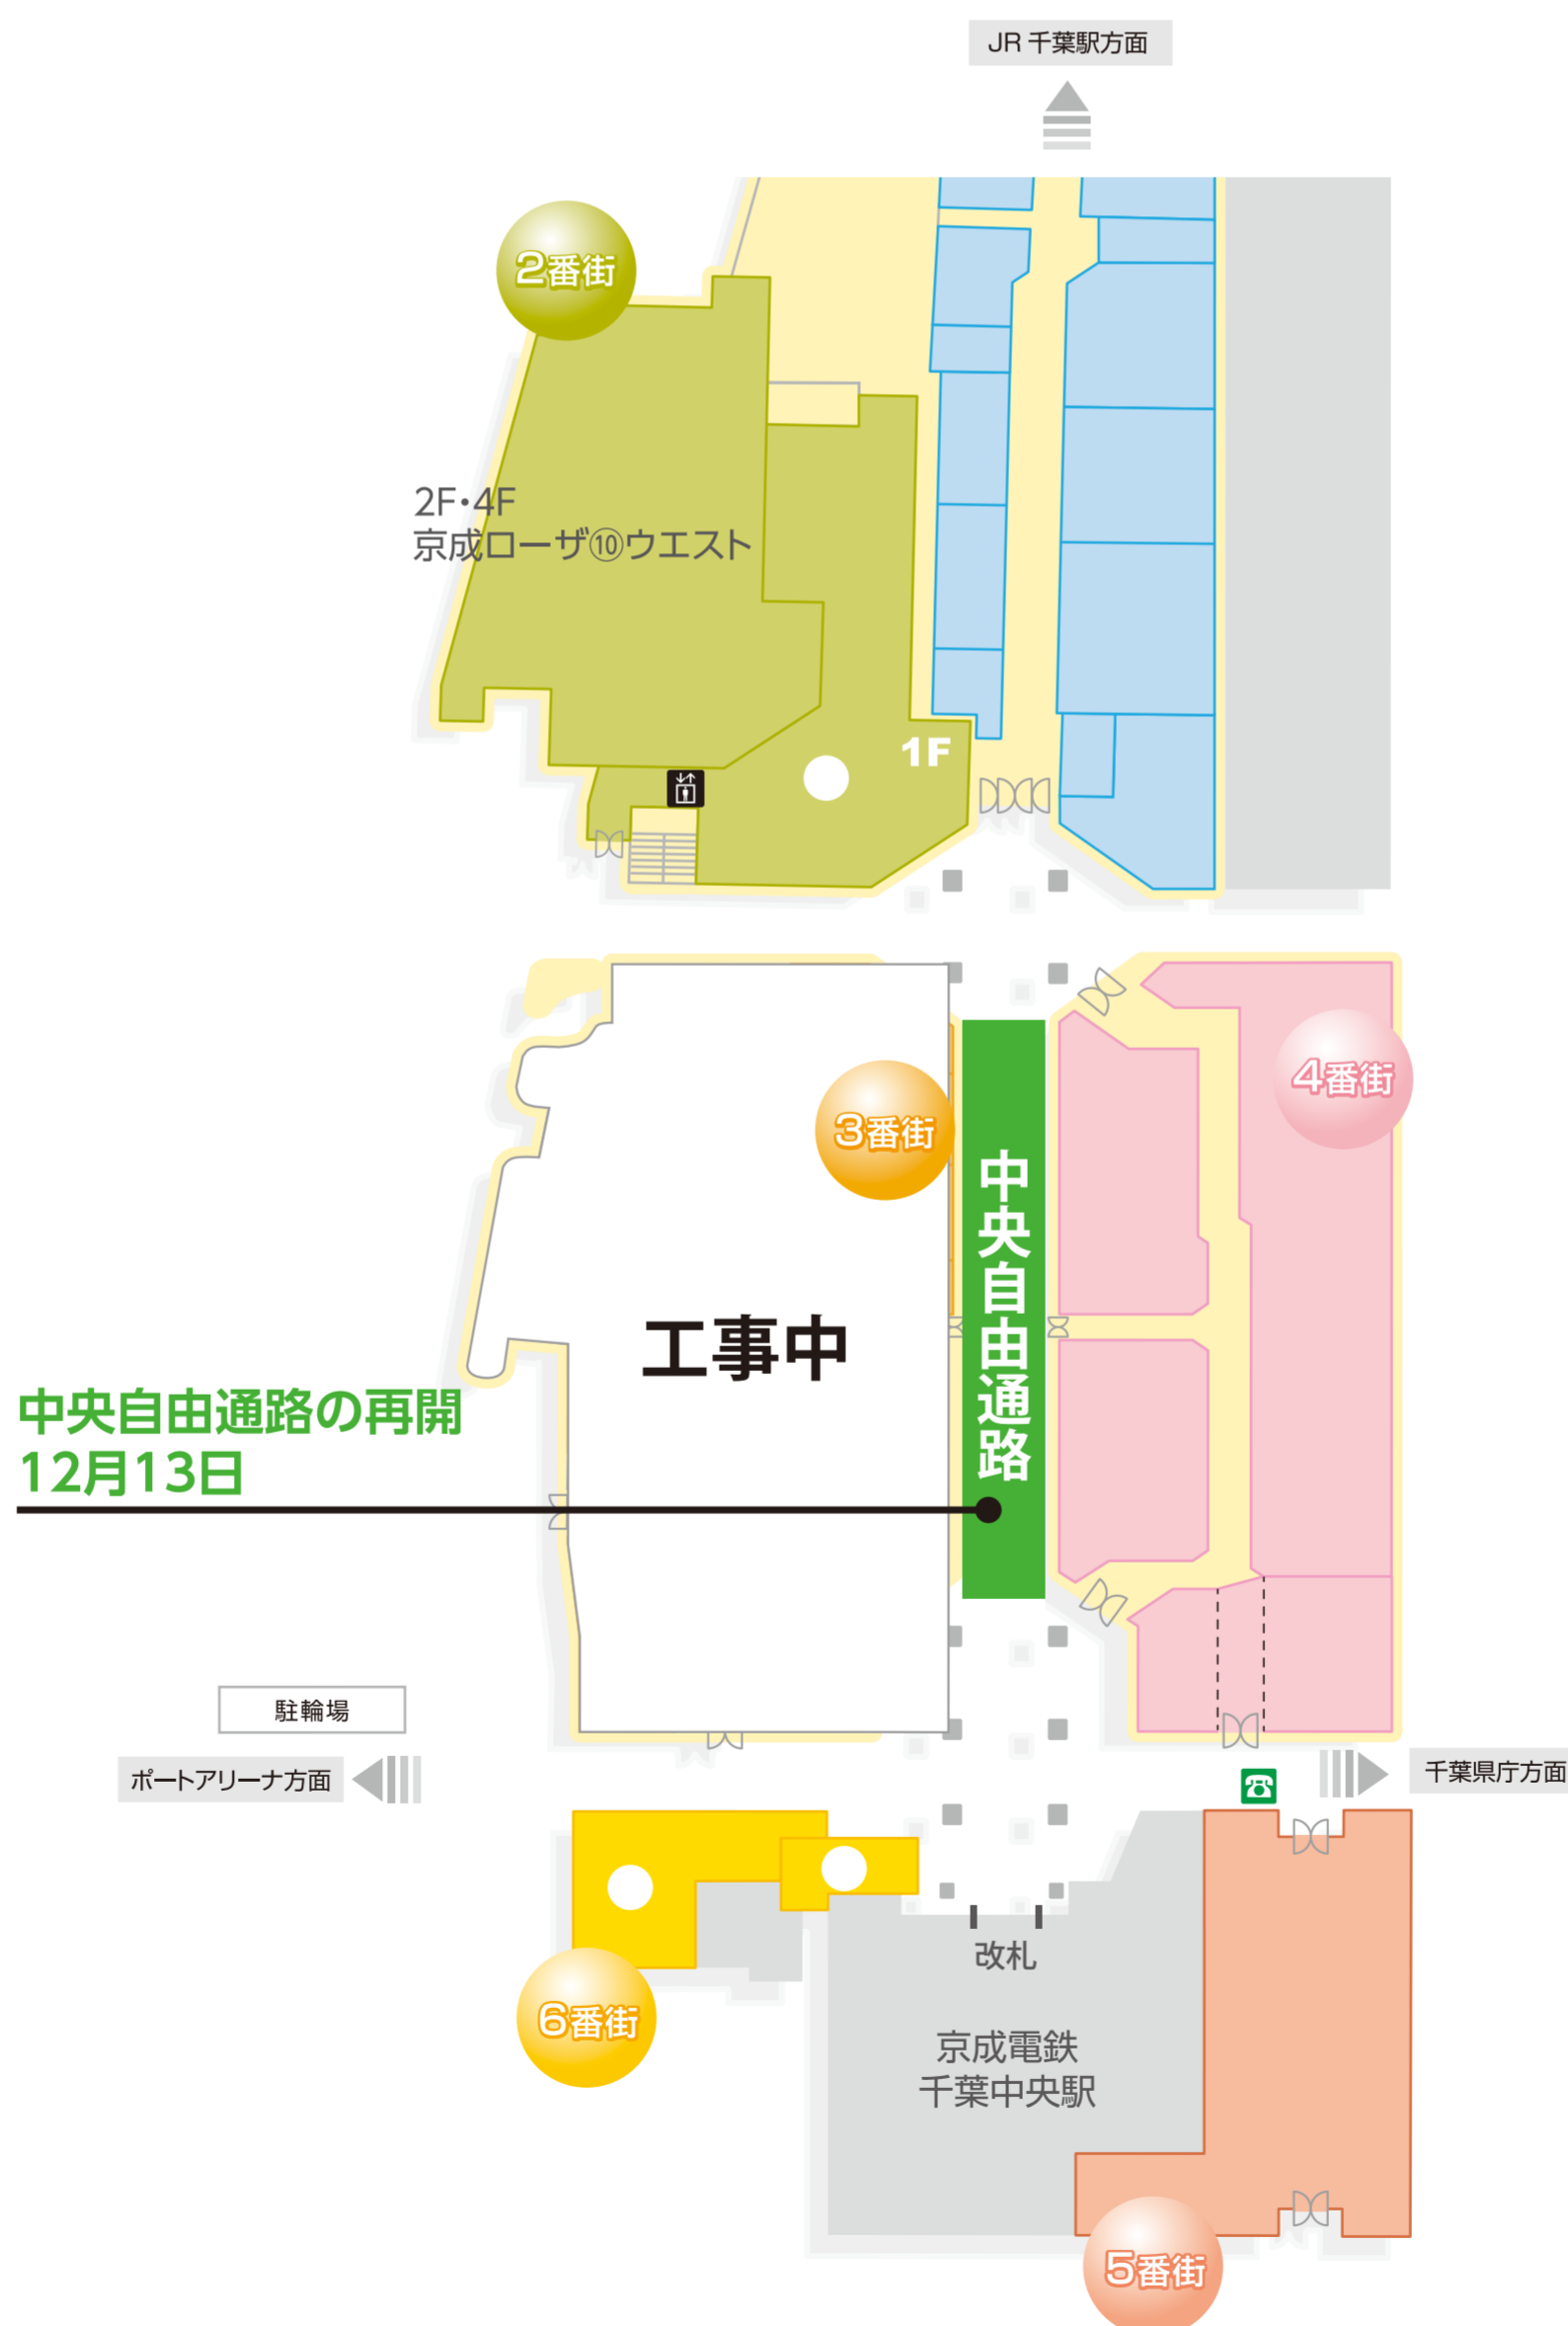 JR 千葉駅方面
2番街
2F・4F
京成ローザ⑩ウエスト
1F
3番街
4番街
中央自由通路
工事中
中央自由通路の再開
12月13日
駐輪場
ポートアリーナ方面
千葉県庁方面
改札
6番街
京成電鉄
千葉中央駅
5番街